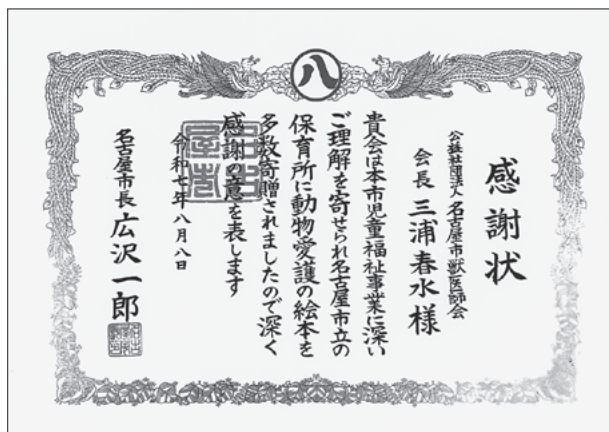 八
感謝状
公益社団法人 名古屋市獣医師会
会長 三浦春水様
貴会は本市児童福祉事業に深い
ご理解を寄せられ名古屋市立の
保育所に動物愛護の絵本を
多数寄贈されましたので深く
感謝の意を表します
令和七年八月八日
名古屋市長 広沢一郎